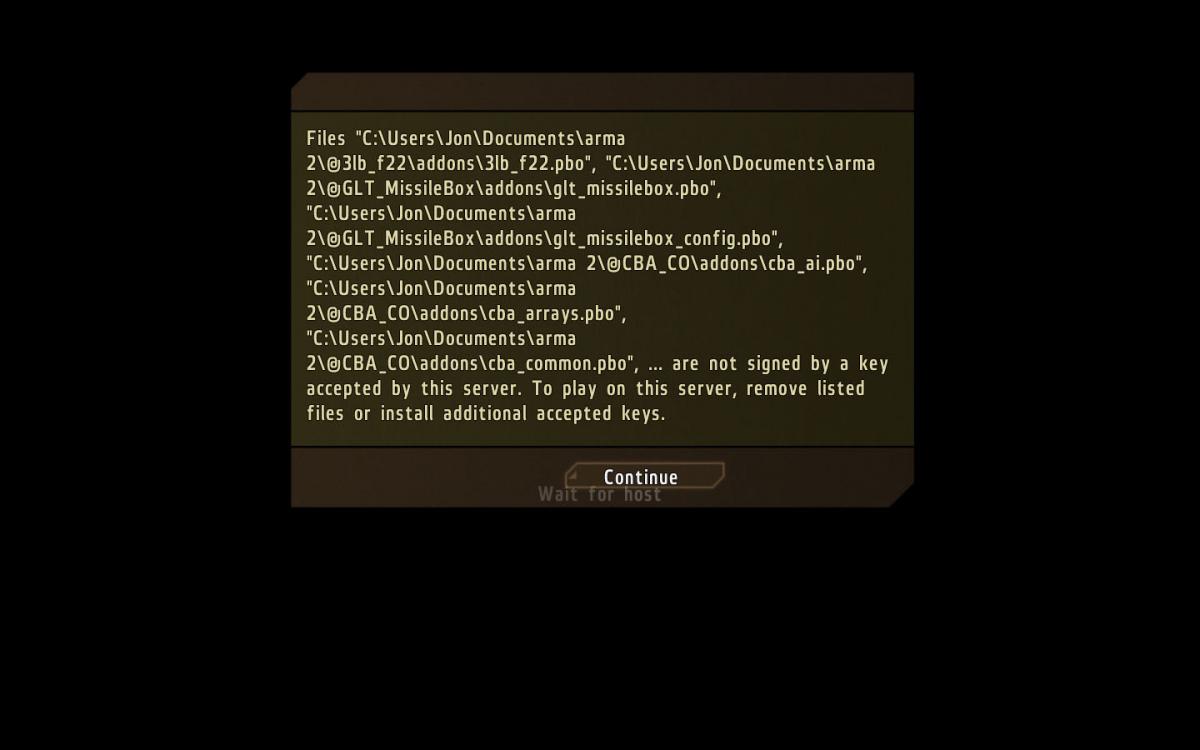 Files "C:\Users\Jon\Documents\arma
2\@3lb_f22\addons\3lb_f22.pbo", "C:\Users\Jon\Documents\arma
2\@GLT_MissileBox\addons\glt_missilebox.pbo",
"C:\Users\Jon\Documents\arma
2\@GLT_MissileBox\addons\glt_missilebox_config.pbo",
"C:\Users\Jon\Documents\arma 2\@CBA_CO\addons\cba_ai.pbo",
"C:\Users\Jon\Documents\arma
2\@CBA_CO\addons\cba_arrays.pbo",
"C:\Users\Jon\Documents\arma
2\@CBA_CO\addons\cba_common.pbo", ... are not signed by a key
accepted by this server. To play on this server, remove listed
files or install additional accepted keys.
Continue
Wait for host